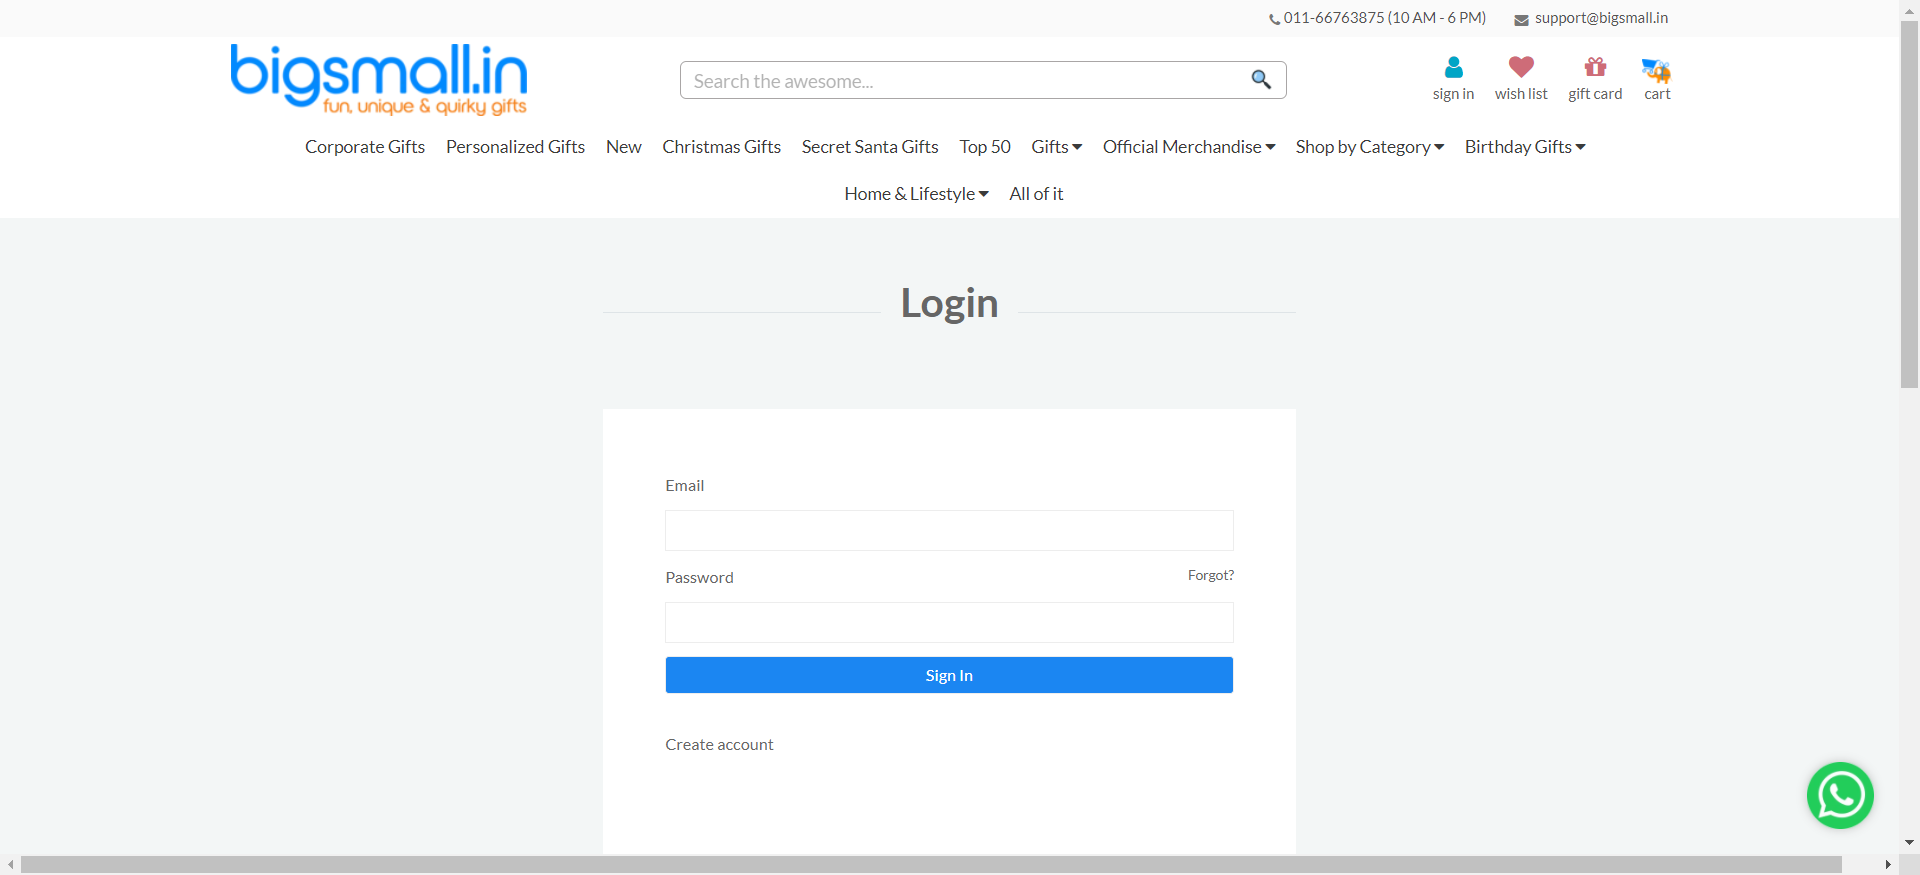 011-66763875 (10 AM - 6 PM) support@bigsmall.in
bigsmall.in
fun, unique & quirky gifts
Search the awesome...
sign in wish list gift card cart
Corporate Gifts Personalized Gifts New Christmas Gifts Secret Santa Gifts Top 50 Gifts Official Merchandise Shop by Category Birthday Gifts
Home & Lifestyle All of it
Login
Email
Password Forgot?
Sign In
Create account